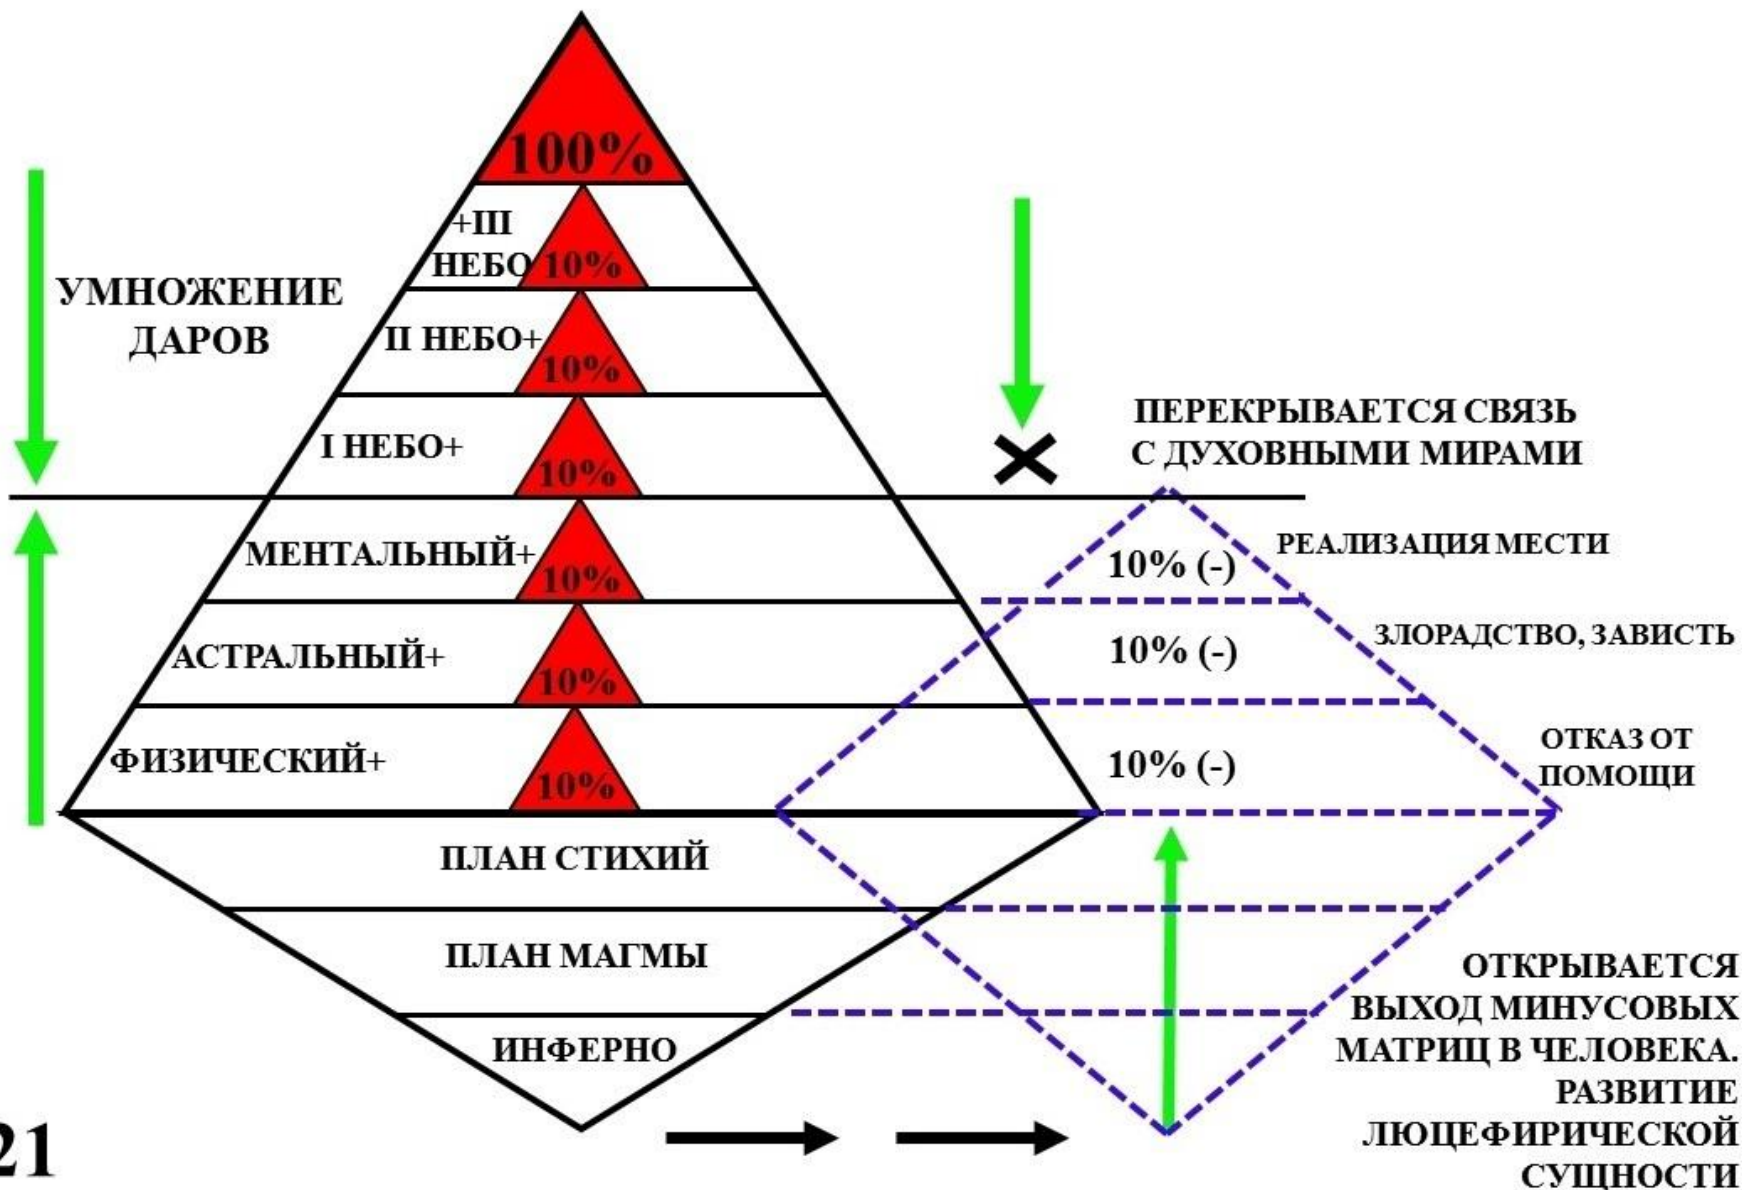 100%
+III
НЕБО
10%
УМНОЖЕНИЕ
ДАРОВ
II НЕБО+
10%
I НЕБО+
10%
ПЕРЕКРЫВАЕТСЯ СВЯЗЬ
С ДУХОВНЫМИ МИРАМИ
МЕНТАЛЬНЫЙ+
10%
10% (-)
РЕАЛИЗАЦИЯ МЕСТИ
АСТРАЛЬНЫЙ+
10%
10% (-)
ЗЛОРАДСТВО, ЗАВИСТЬ
ФИЗИЧЕСКИЙ+
10%
10% (-)
ОТКАЗ ОТ
ПОМОЩИ
ПЛАН СТИХИЙ
ПЛАН МАГМЫ
ИНФЕРНО
ОТКРЫВАЕТСЯ
ВЫХОД МИНУСОВЫХ
МАТРИЦ В ЧЕЛОВЕКА.
РАЗВИТИЕ
ЛЮЦЕФИРИЧЕСКОЙ
СУЩНОСТИ
21